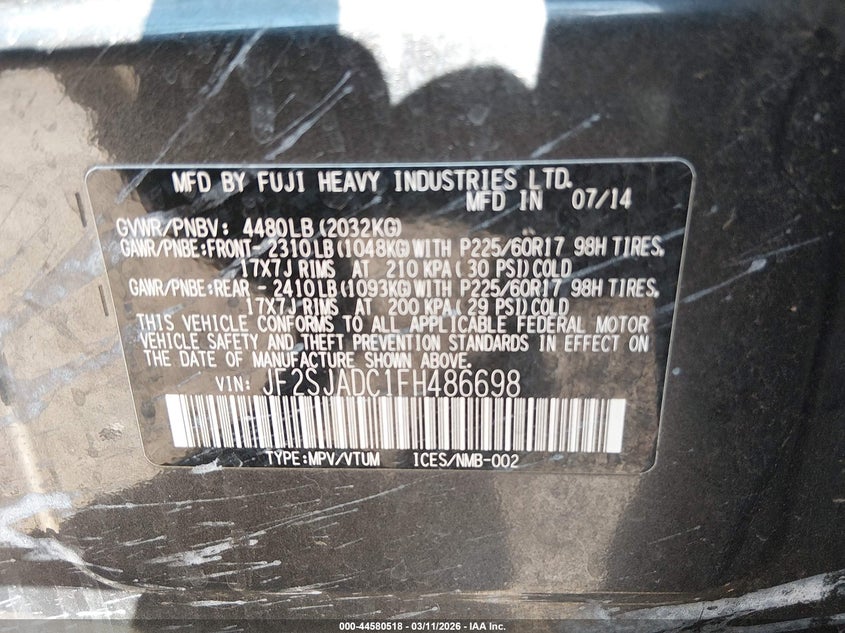 MFD BY FUJI HEAVY INDUSTRIES LTD.
MFD IN 07/14
GVWR/PNBV: 4480LB(2032KG)
GAWR/PNBE:FRONT- 2310LB(1048KG)WITH P225/60R17 98H TIRES,
17X7J RIMS AT 210 KPA( 30 PSI)COLD
GAWR/PNBE:REAR - 2410LB(1093KG)WITH P225/60R17 98H TIRES,
17X7J RIMS AT 200 KPA( 29 PSI)COLD
THIS VEHICLE CONFORMS TO ALL APPLICABLE FEDERAL MOTOR
VEHICLE SAFETY AND THEFT PREVENTION STANDARDS IN EFFECT ON
THE DATE OF MANUFACTURE SHOWN ABOVE.
VIN: JF2SJADC1FH486698
TYPE:MPV/VTUM ICES/NMB-002
000-44580518 - 03/11/2026 - IAA Inc.